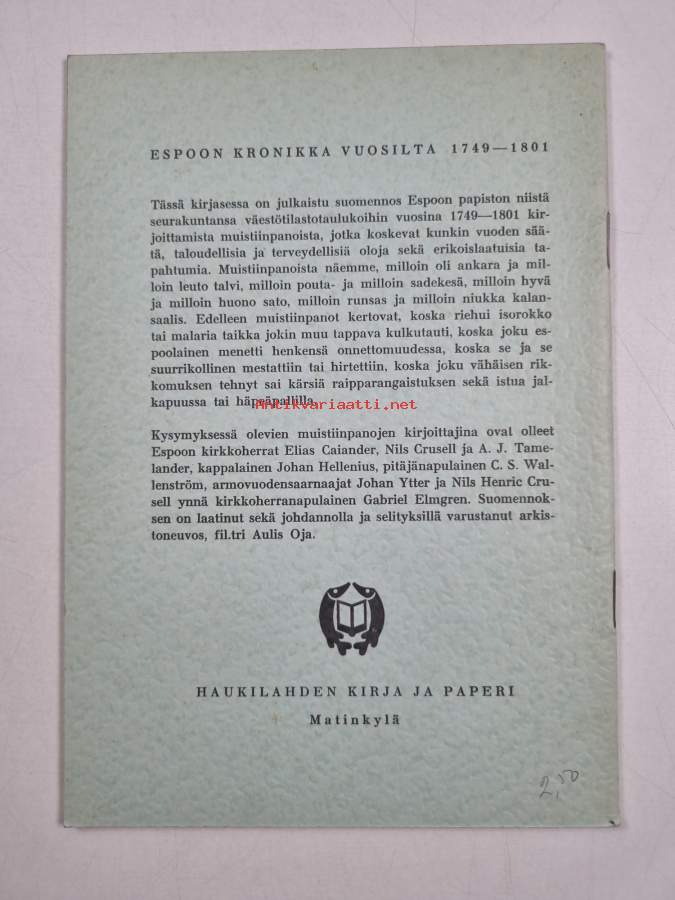 ESPOON KRONIKKA VUOSILTA 1749—1801
Tässä kirjasessa on julkaistu suomennos Espoon papiston niistä
seurakuntansa väestötilastotaulukoihin vuosina 1749—1801 kir-
joittamista muistiinpanoista, jotka koskevat kunkin vuoden sää-
tä, taloudellisia ja terveydellisiä oloja sekä erikoislaatuisia ta-
pahtumia. Muistiinpanoista näemme, milloin oli ankara ja mil-
loin leuto talvi, milloin pouta- ja milloin sadekesä, milloin hyvä
ja milloin huono sato, milloin runsas ja milloin niukka kalan-
saalis. Edelleen muistiinpanot kertovat, koska riehui isorokko
tai malaria taikka jokin muu tappava kulkutauti, koska joku es-
poolainen menetti henkensä onnettomuudessa, koska se ja se
suurrikollinen mestattiin tai hirtettiin, koska joku vähäisen rik-
komuksen tehnyt sai kärsiä raipparangaistuksen sekä istua jal-
kapuussa tai häpeäpallilla.
Antikvariaatti.net
Kysymyksessä olevien muistiinpanojen kirjoittajina ovat olleet
Espoon kirkkoherrat Elias Caiander, Nils Crusell ja A. J. Tame-
lander, kappalainen Johan Hellenius, pitäjänapulainen C. S. Wal-
lenström, armovuodensaarnaajat Johan Ytter ja Nils Henric Cru-
sell ynnä kirkkoherranapulainen Gabriel Elmgren. Suomennok-
sen on laatinut sekä johdannolla ja selityksillä varustanut arkis-
toneuvos, fil.tri Aulis Oja.
HAUKILAHDEN KIRJA JA PAPERI
Matinkylä
2,50